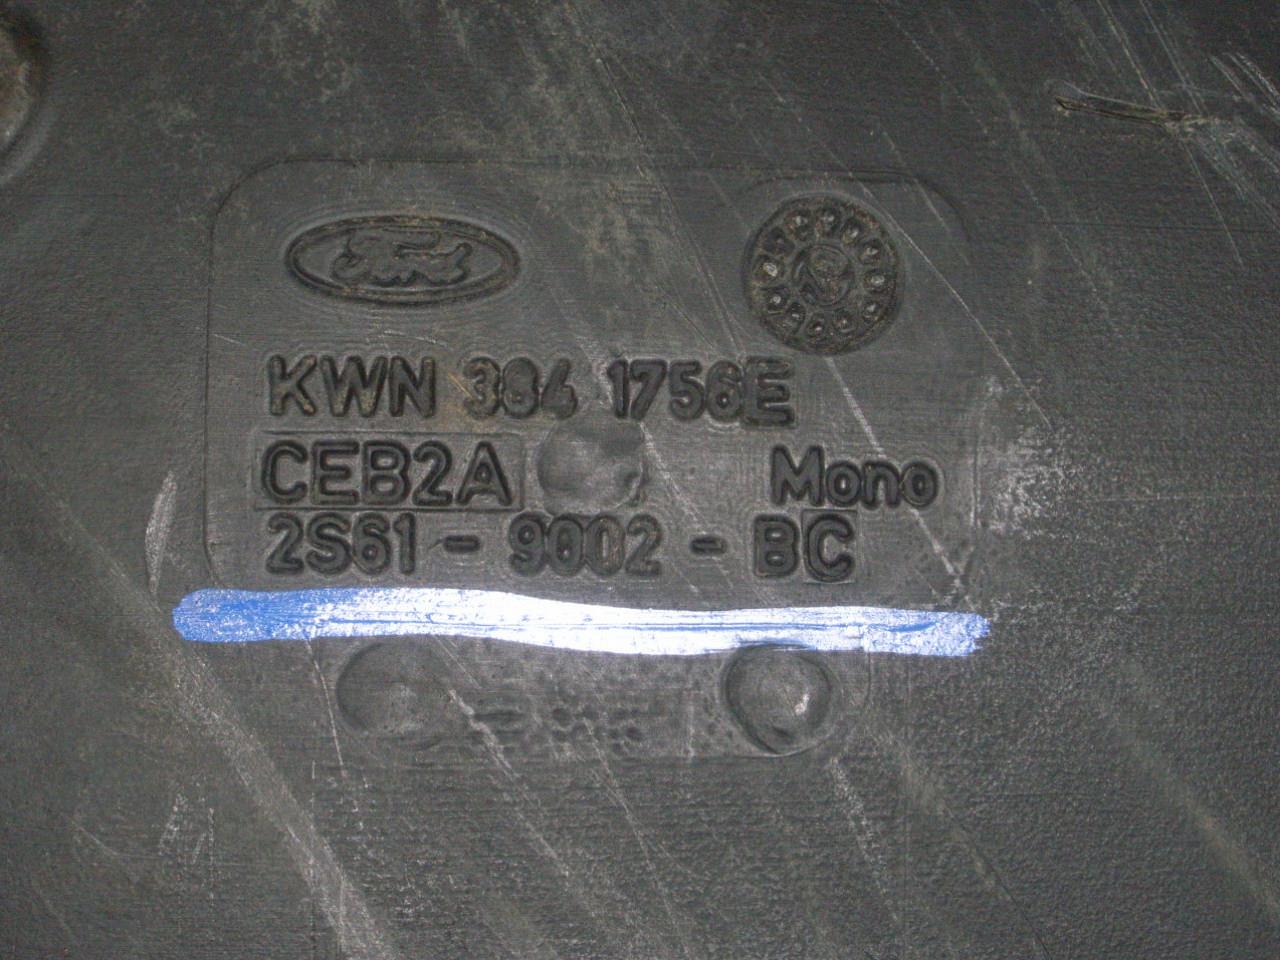 Ford
KWN 384 1756E
CEB2A Mono
2S61 - 9002 - BC